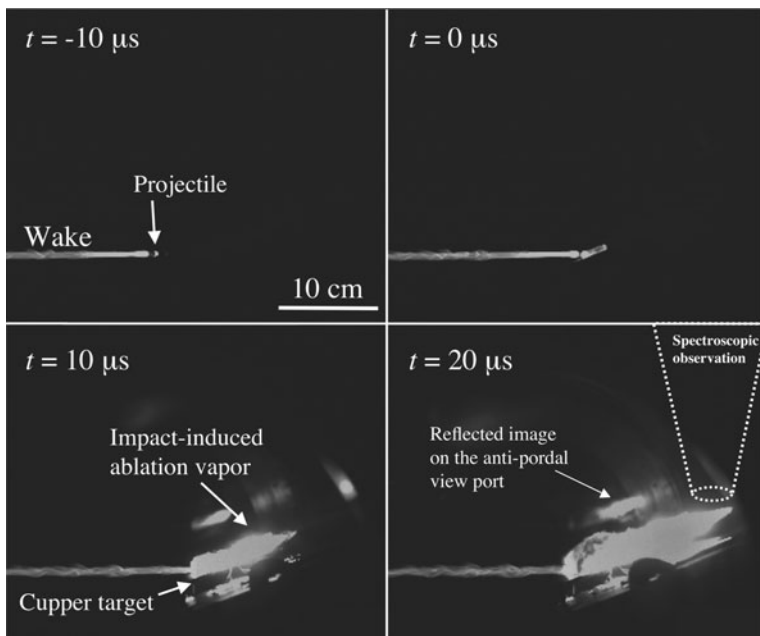 t = -10 µs
Projectile
Wake
10 cm
t = 0 µs
t = 10 µs
Impact-induced
ablation vapor
Cupper target
t = 20 µs
Spectroscopic
observation
Reflected image
on the anti-pordal
view port